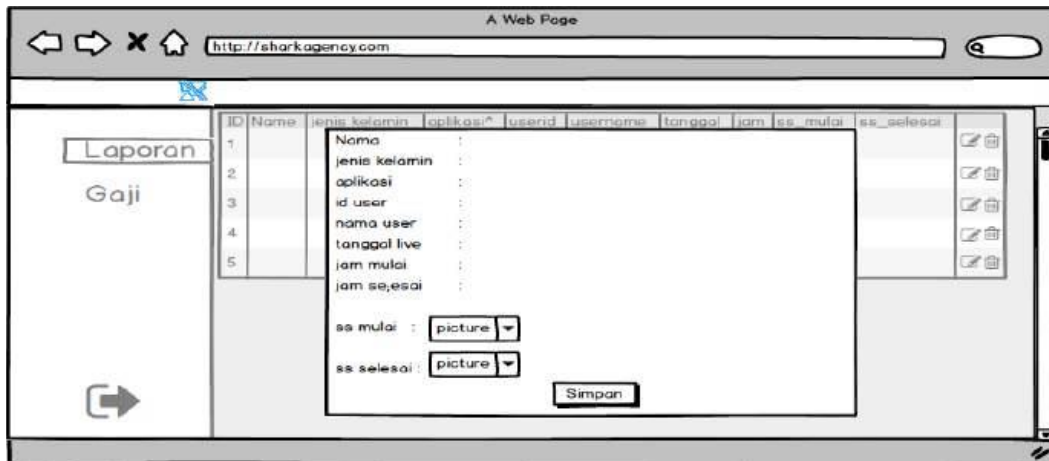 A Web Page
http://sharkagency.com
ID Name jenis kelamin aplikasi^ userid username tanggal jam ss_mulai ss_selesai
Laporan
Gaji
1
2
3
4
5
Nama :
jenis kelamin :
aplikasi :
id user :
nama user :
tanggal live :
jam mulai :
jam se;esai :
ss mulai : picture
ss selesai : picture
Simpan